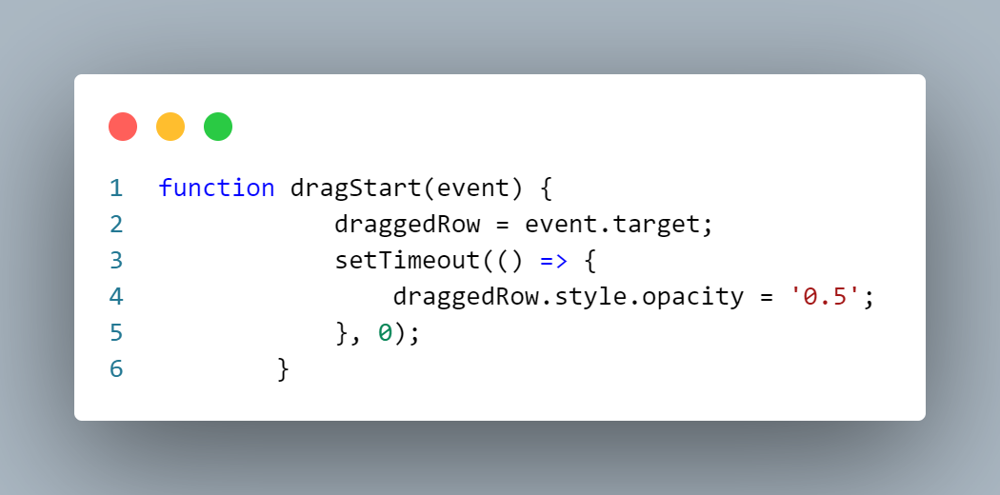 1 function dragStart(event) {
2             draggedRow = event.target;
3             setTimeout(() => {
4                 draggedRow.style.opacity = '0.5';
5             }, 0);
6         }